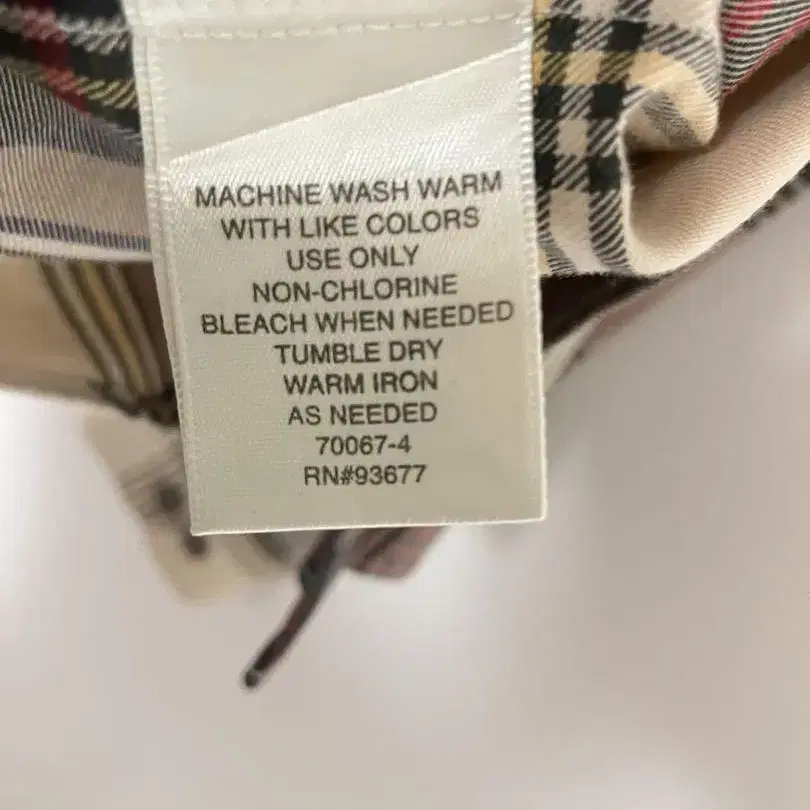 MACHINE WASH WARM
WITH LIKE COLORS
USE ONLY
NON-CHLORINE
BLEACH WHEN NEEDED
TUMBLE DRY
WARM IRON
AS NEEDED
70067-4
RN#93677